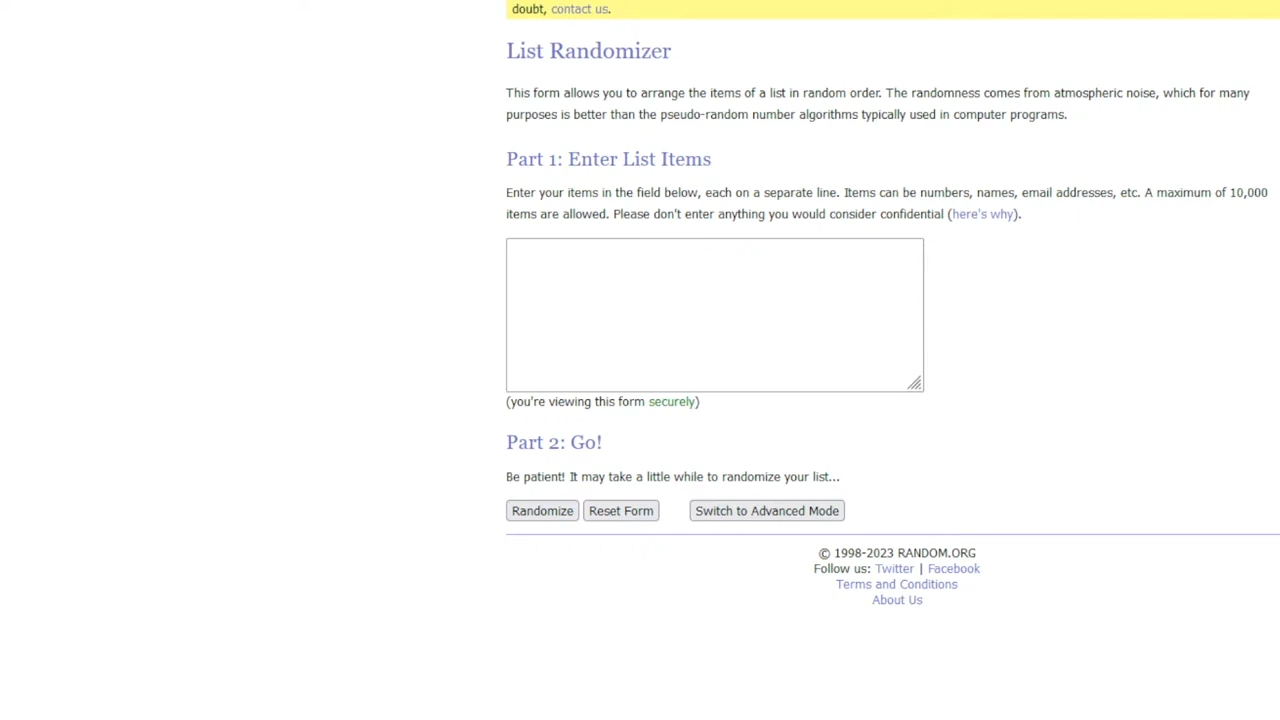 doubt, contact us.
List Randomizer
This form allows you to arrange the items of a list in random order. The randomness comes from atmospheric noise, which for many
purposes is better than the pseudo-random number algorithms typically used in computer programs.
Part 1: Enter List Items
Enter your items in the field below, each on a separate line. Items can be numbers, names, email addresses, etc. A maximum of 10,000
items are allowed. Please don't enter anything you would consider confidential (here's why).
(you're viewing this form securely)
Part 2: Go!
Be patient! It may take a little while to randomize your list...
Randomize Reset Form Switch to Advanced Mode
© 1998-2023 RANDOM.ORG
Follow us: Twitter | Facebook
Terms and Conditions
About Us